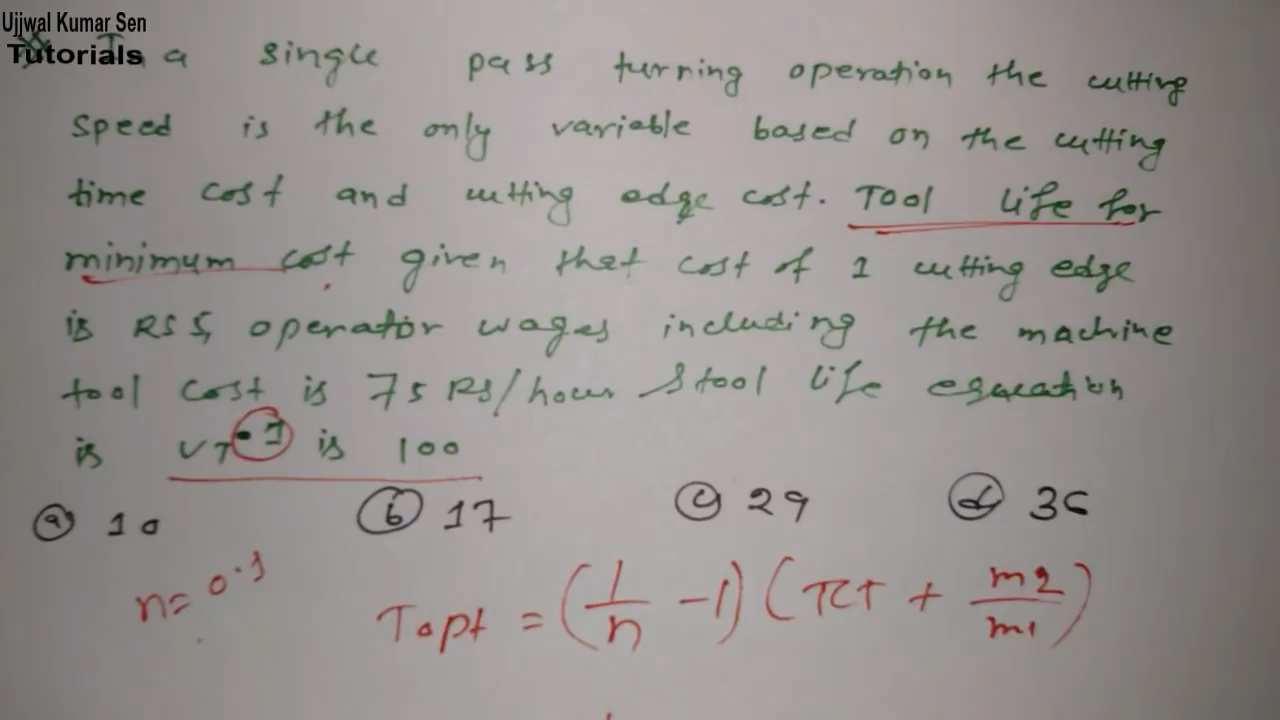 Ujjwal Kumar Sen
Tutorials
In a single pass turning operation the cutting
speed is the only variable based on the cutting
time cost and cutting edge cost. Tool life for
minimum cost given that cost of 1 cutting edge
is RS 5, operator wages including the machine
tool cost is 75 RS/hour & tool life equation
is VT^.1 is 100
(a) 10 (b) 17 (c) 29 (d) 36
n = 0.1
Topt = (1/n - 1) (TCT + m2/m1)